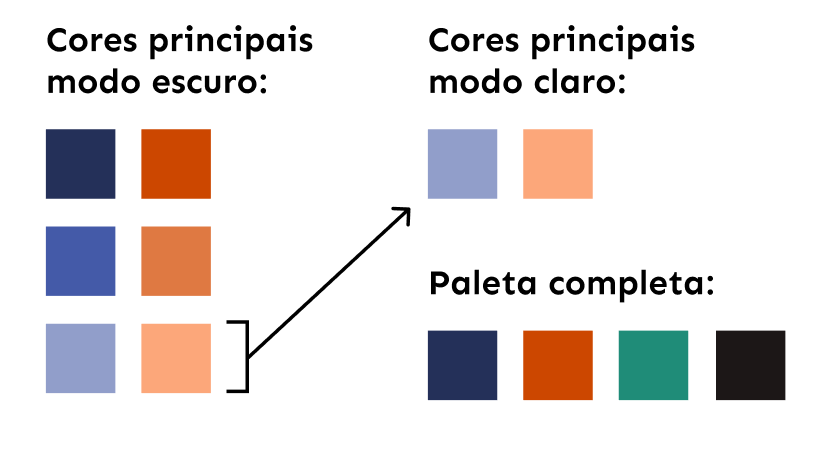 Cores principais
modo escuro:
Cores principais
modo claro:
Paleta completa: